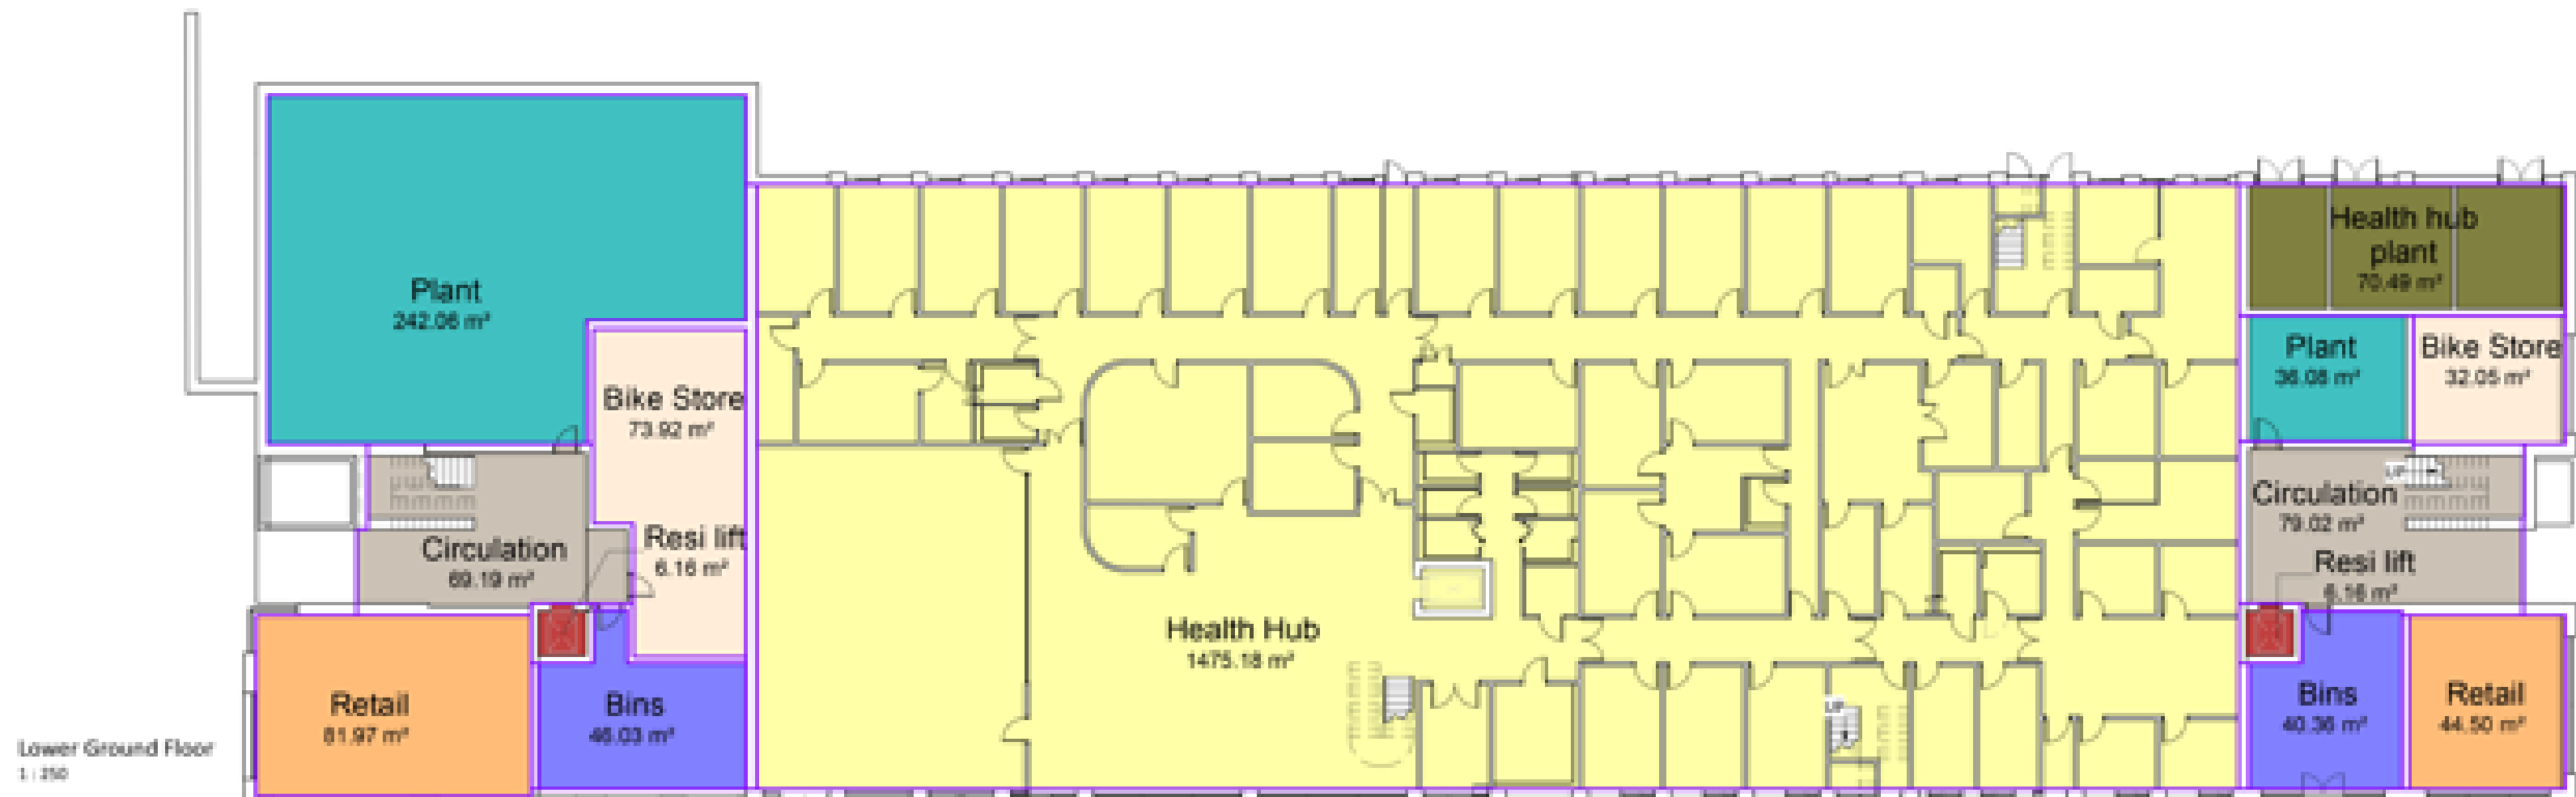 Plant
242.06 m²
Bike Store
73.92 m²
Resi lift
6.16 m²
Circulation
69.19 m²
Retail
81.97 m²
Bins
46.03 m²
Lower Ground Floor
1 : 250
Health Hub
1475.18 m²
UP
Health hub
plant
70.49 m²
Plant
36.08 m²
Bike Store
32.05 m²
UP
Circulation
79.02 m²
Resi lift
6.16 m²
Bins
40.36 m²
Retail
44.50 m²